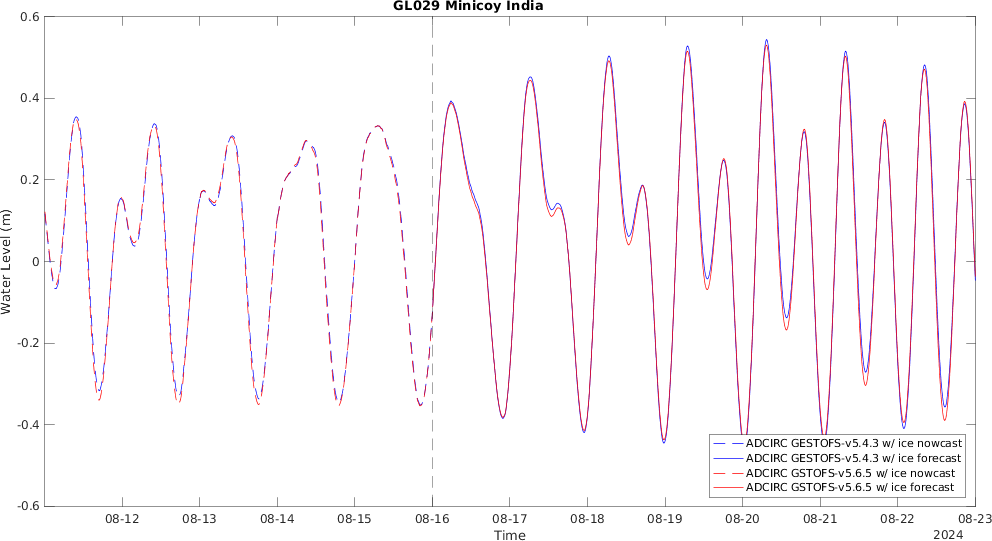 GL029 Minicoy India
0.6
0.4
0.2
0
-0.2
-0.4
-0.6
Water Level (m)
ADCIRC GESTOFS-v5.4.3 w/ ice nowcast
ADCIRC GESTOFS-v5.4.3 w/ ice forecast
ADCIRC GSTOFS-v5.6.5 w/ ice nowcast
ADCIRC GSTOFS-v5.6.5 w/ ice forecast
08-12 08-13 08-14 08-15 08-16 08-17 08-18 08-19 08-20 08-21 08-22 08-23
Time
2024